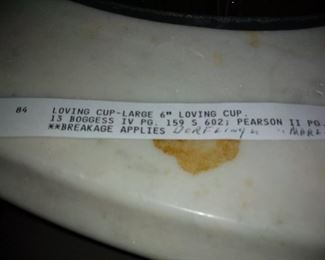 84 LOVING CUP-LARGE 6" LOVING CUP.
13 BOGGESS IV PG. 159 S 602; PEARSON II PG
**BREAKAGE APPLIES